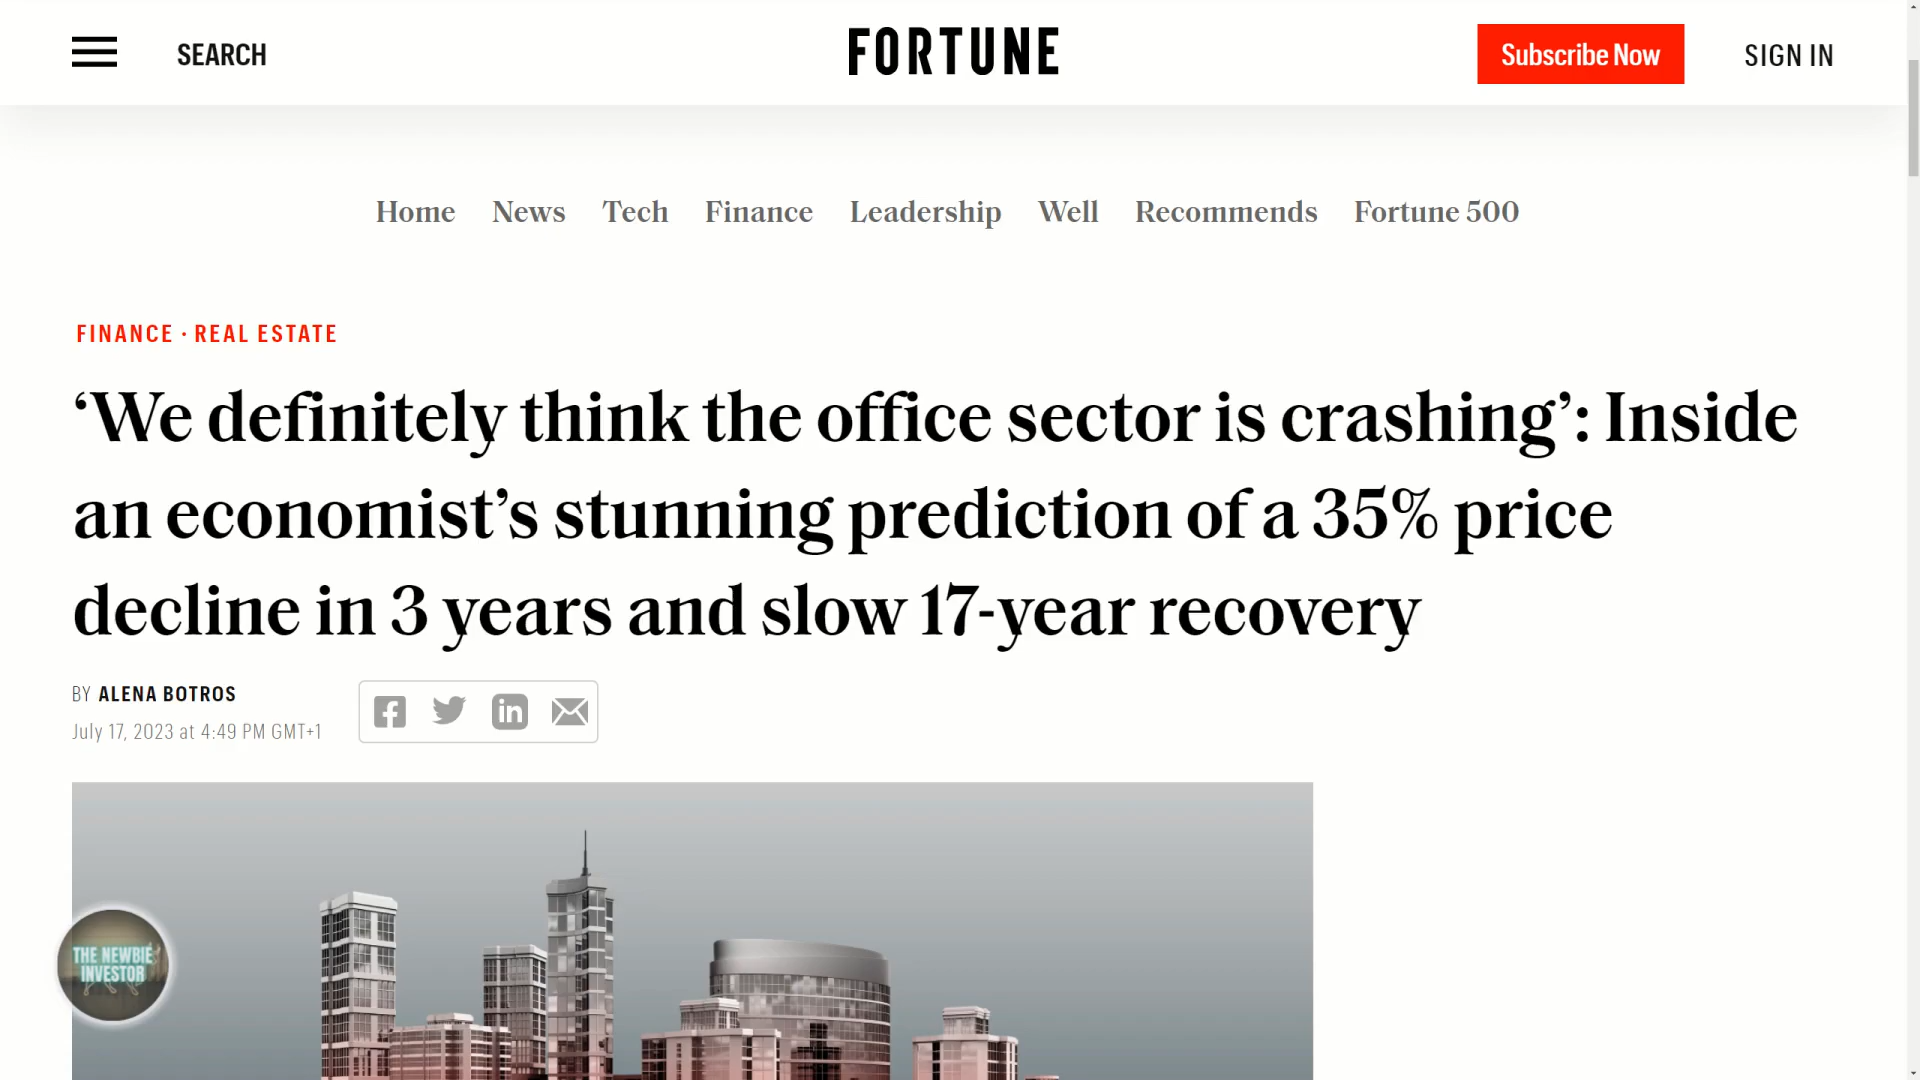 SEARCH
FORTUNE
Subscribe Now
SIGN IN
Home News Tech Finance Leadership Well Recommends Fortune 500
FINANCE · REAL ESTATE
‘We definitely think the office sector is crashing’: Inside
an economist’s stunning prediction of a 35% price
decline in 3 years and slow 17-year recovery
BY ALENA BOTROS
July 17, 2023 at 4:49 PM GMT+1
THE NEWBIE
INVESTOR